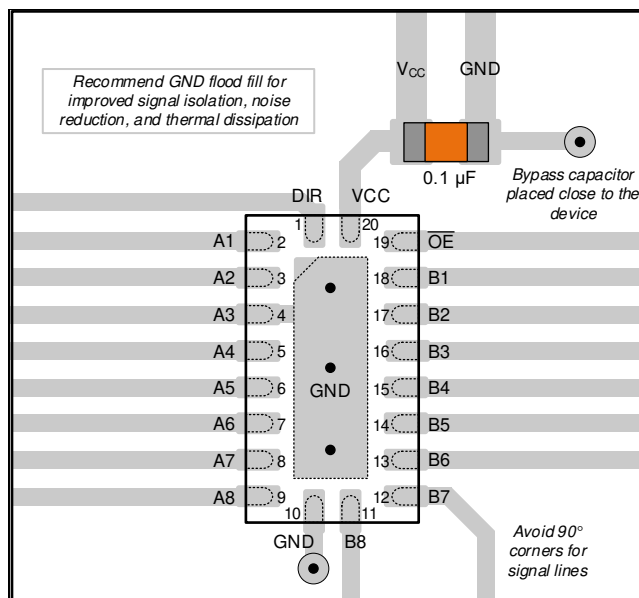 Recommend GND flood fill for
improved signal isolation, noise
reduction, and thermal dissipation
VCC GND
0.1 µF
Bypass capacitor
placed close to the
device
DIR VCC
1 20
A1 2 19 OE
A2 3 18 B1
A3 4 17 B2
A4 5 16 B3
A5 6 15 B4
GND
A6 7 14 B5
A7 8 13 B6
A8 9 12 B7
10 11
GND B8
Avoid 90°
corners for
signal lines